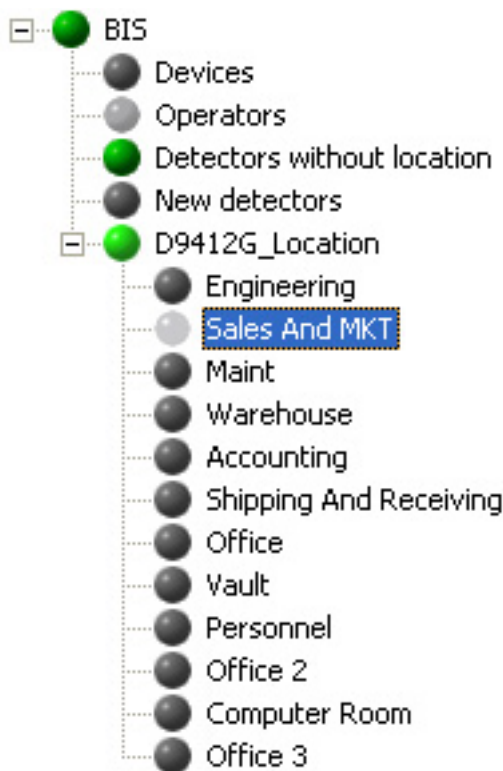 BIS
Devices
Operators
Detectors without location
New detectors
D9412G_Location
Engineering
Sales And MKT
Maint
Warehouse
Accounting
Shipping And Receiving
Office
Vault
Personnel
Office 2
Computer Room
Office 3